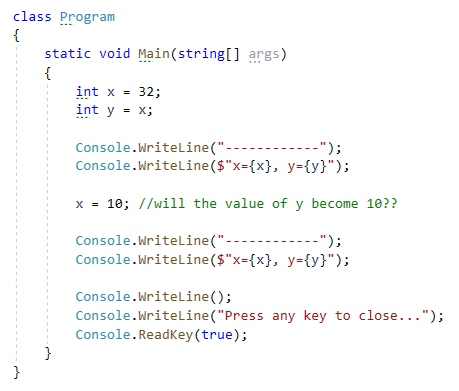 class Program
{
static void Main(string[] args)
{
int x = 32;
int y = x;
Console.WriteLine("------------");
Console.WriteLine($"x={x}, y={y}");
x = 10; //will the value of y become 10??
Console.WriteLine("------------");
Console.WriteLine($"x={x}, y={y}");
Console.WriteLine();
Console.WriteLine("Press any key to close...");
Console.ReadKey(true);
}
}